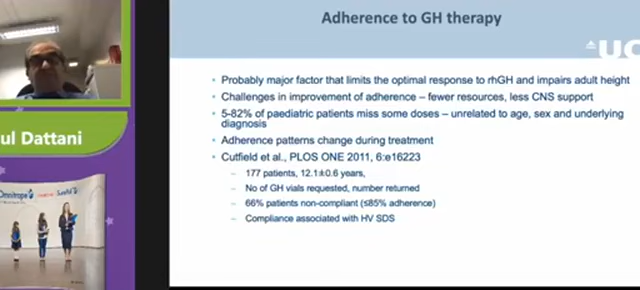 Adherence to GH therapy
UC
Probably major factor that limits the optimal response to rhGH and impairs adult height
Challenges in improvement of adherence – fewer resources, less CNS support
5-82% of paediatric patients miss some doses – unrelated to age, sex and underlying
diagnosis
Adherence patterns change during treatment
Cutfield et al., PLOS ONE 2011, 6:e16223
– 177 patients, 12.1±0.6 years,
– No of GH vials requested, number returned
– 66% patients non-compliant (≤85% adherence)
– Compliance associated with HV SDS
ul Dattani
Omnitrope